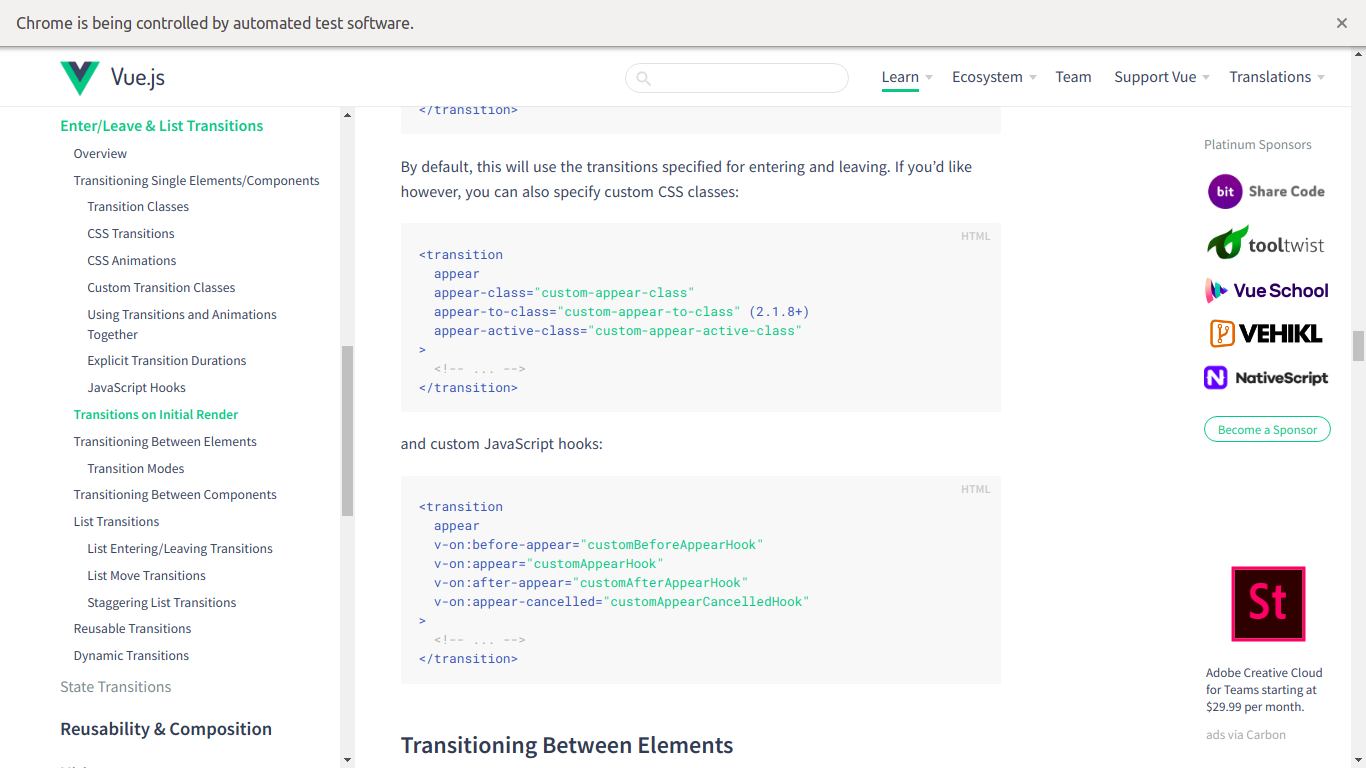 Chrome is being controlled by automated test software.
Vue.js
Learn
Ecosystem
Team
Support Vue
Translations
Enter/Leave & List Transitions
Overview
Transitioning Single Elements/Components
Transition Classes
CSS Transitions
CSS Animations
Custom Transition Classes
Using Transitions and Animations
Together
Explicit Transition Durations
JavaScript Hooks
Transitions on Initial Render
Transitioning Between Elements
Transition Modes
Transitioning Between Components
List Transitions
List Entering/Leaving Transitions
List Move Transitions
Staggering List Transitions
Reusable Transitions
Dynamic Transitions
State Transitions
Reusability & Composition
</transition>
By default, this will use the transitions specified for entering and leaving. If you’d like
however, you can also specify custom CSS classes:
HTML
<transition
appear
appear-class="custom-appear-class"
appear-to-class="custom-appear-to-class" (2.1.8+)
appear-active-class="custom-appear-active-class"
>
<!-- ... -->
</transition>
and custom JavaScript hooks:
HTML
<transition
appear
v-on:before-appear="customBeforeAppearHook"
v-on:appear="customAppearHook"
v-on:after-appear="customAfterAppearHook"
v-on:appear-cancelled="customAppearCancelledHook"
>
<!-- ... -->
</transition>
Transitioning Between Elements
Platinum Sponsors
bit Share Code
tooltwist
Vue School
VEHIKL
NativeScript
Become a Sponsor
St
Adobe Creative Cloud
for Teams starting at
$29.99 per month.
ads via Carbon